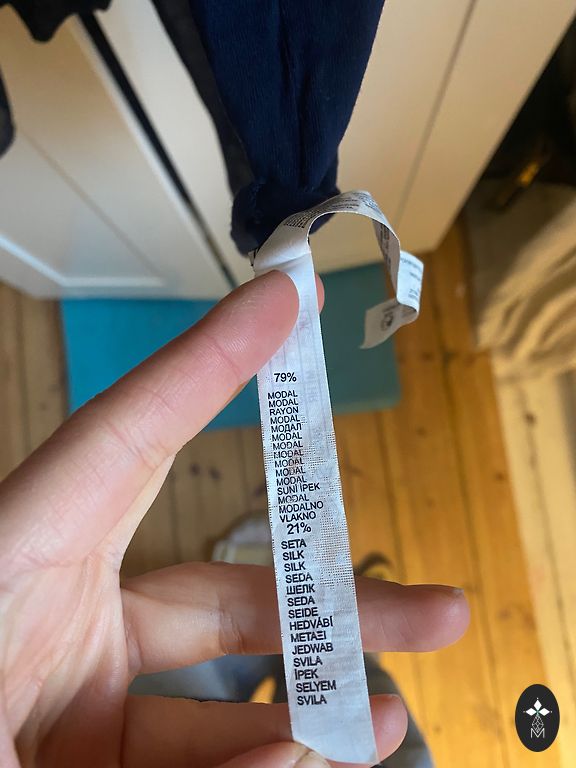 79%
MODAL
MODAL
RAYON
MODAL
МОДАЛ
MODAL
MODAL
MODAL
MODAL
MODAL
MODAL
SUNİ İPEK
MODAL
MODALNO
VLAKNO
21%
SETA
SILK
SILK
SEDA
ШЕЛК
SEDA
SEIDE
HEDVÁBÍ
ΜΕΤΑΞΙ
JEDWAB
SVILA
İPEK
SELYEM
SVILA
M